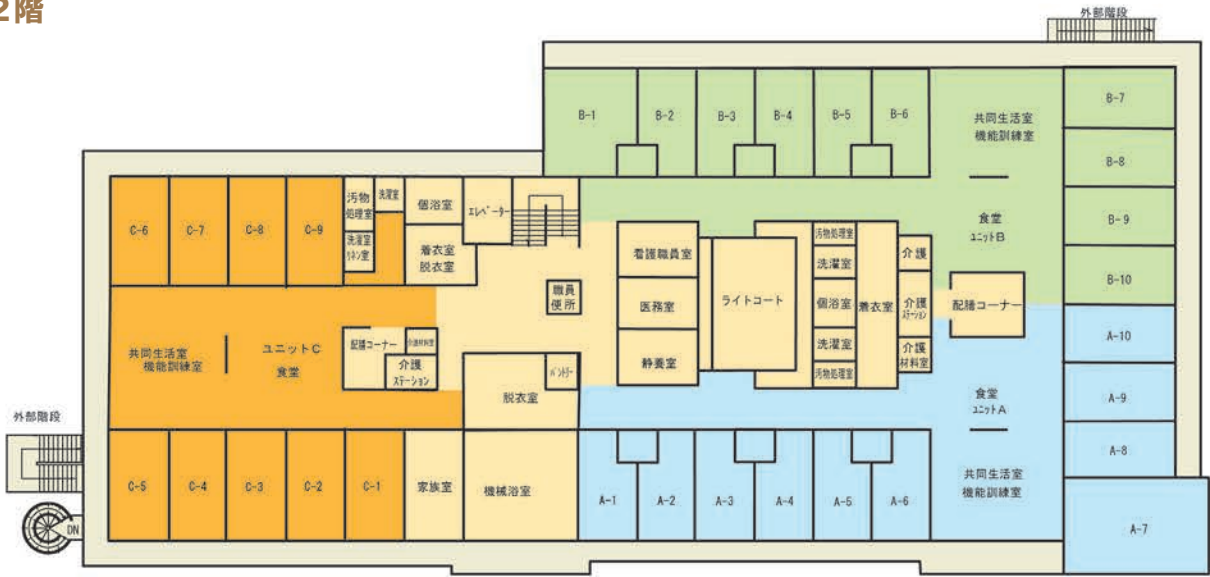 2階
外部階段
B-1
B-2
B-3
B-4
B-5
B-6
共同生活室
機能訓練室
B-7
B-8
B-9
B-10
食堂
ユニットB
C-6
C-7
C-8
C-9
汚物
処理室
洗濯室
洗濯室
リネン室
個浴室
着衣室
脱衣室
エレベーター
職員
便所
看護職員室
医務室
静養室
ライトコート
汚物処理室
洗濯室
個浴室
洗濯室
汚物処理室
着衣室
介護
介護
ステーション
介護
材料室
配膳コーナー
共同生活室
機能訓練室
ユニットC
食堂
配膳コーナー
介護材料室
介護
ステーション
脱衣室
パントリー
A-10
A-9
A-8
A-7
食堂
ユニットA
共同生活室
機能訓練室
外部階段
DN
C-5
C-4
C-3
C-2
C-1
家族室
機械浴室
A-1
A-2
A-3
A-4
A-5
A-6